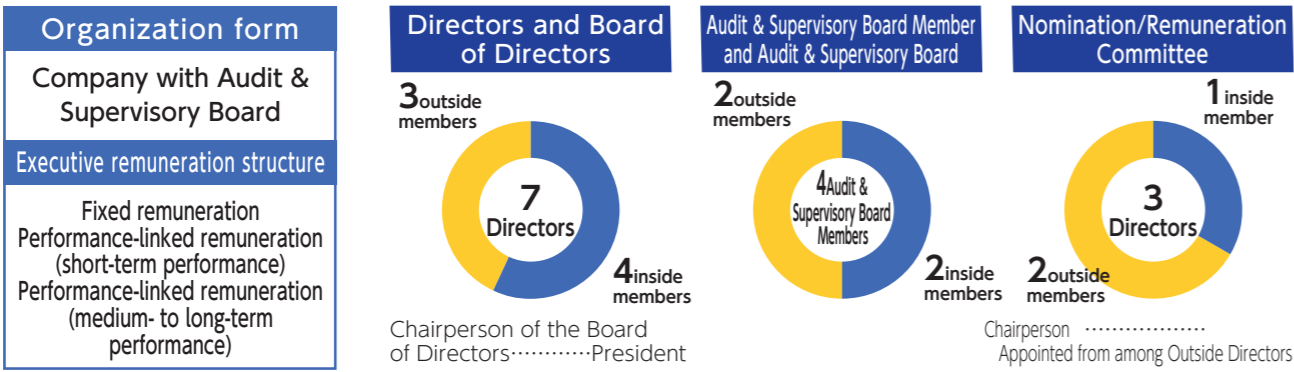 Organization form
Company with Audit &
Supervisory Board
Executive remuneration structure
Fixed remuneration
Performance-linked remuneration
(short-term performance)
Performance-linked remuneration
(medium- to long-term
performance)
Directors and Board
of Directors
3outside
members
7
Directors
4inside
members
Chairperson of the Board
of Directors············President
Audit & Supervisory Board Member
and Audit & Supervisory Board
2outside
members
4Audit &
Supervisory Board
Members
2inside
members
Nomination/Remuneration
Committee
1inside
member
3
Directors
2outside
members
Chairperson ··················
Appointed from among Outside Directors